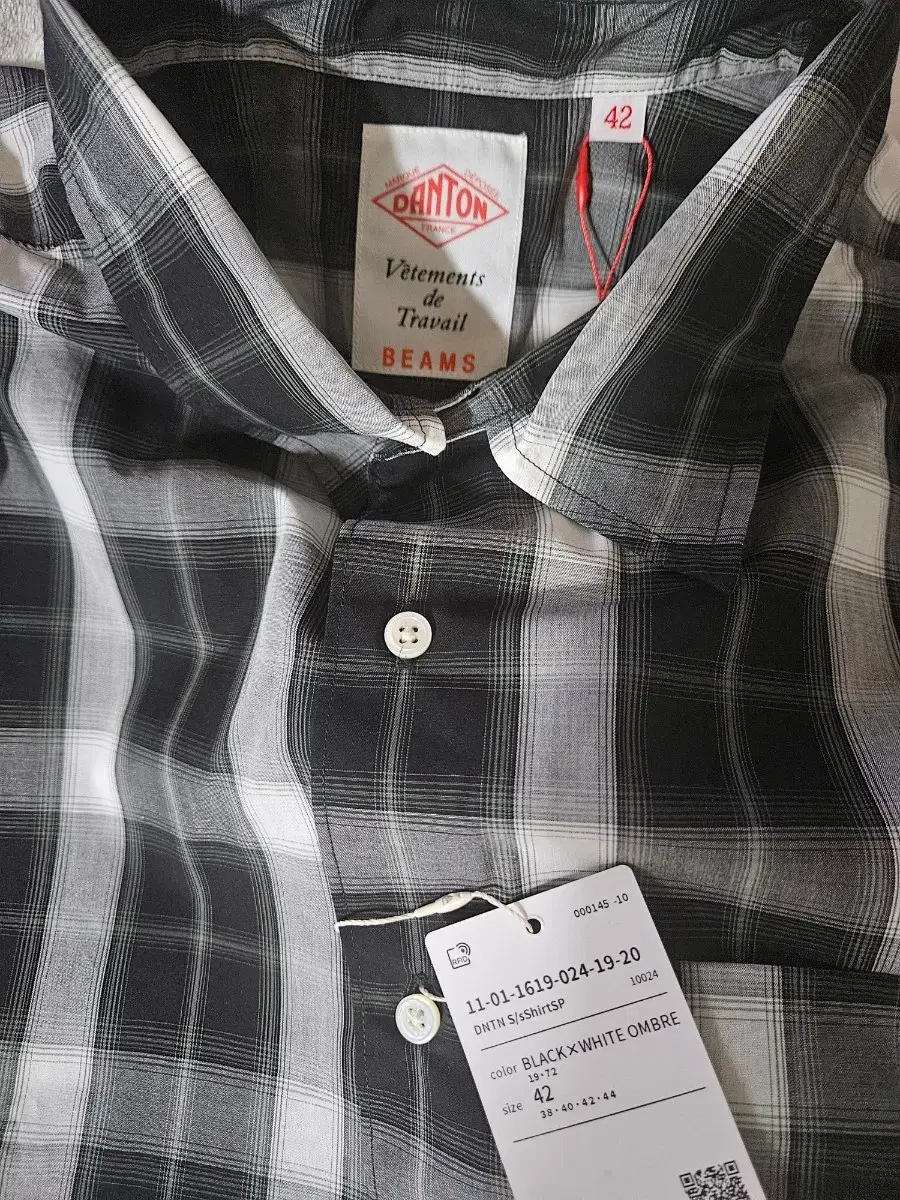 42
MARQUE DÉPOSÉE
DANTON
FRANCE
Vêtements
de
Travail
BEAMS
000145 -10
RFID
11-01-1619-024-19-20
10024
DNTN S/sShirtSP
color BLACK×WHITE OMBRE
19・72
size 42
38・40・42・44